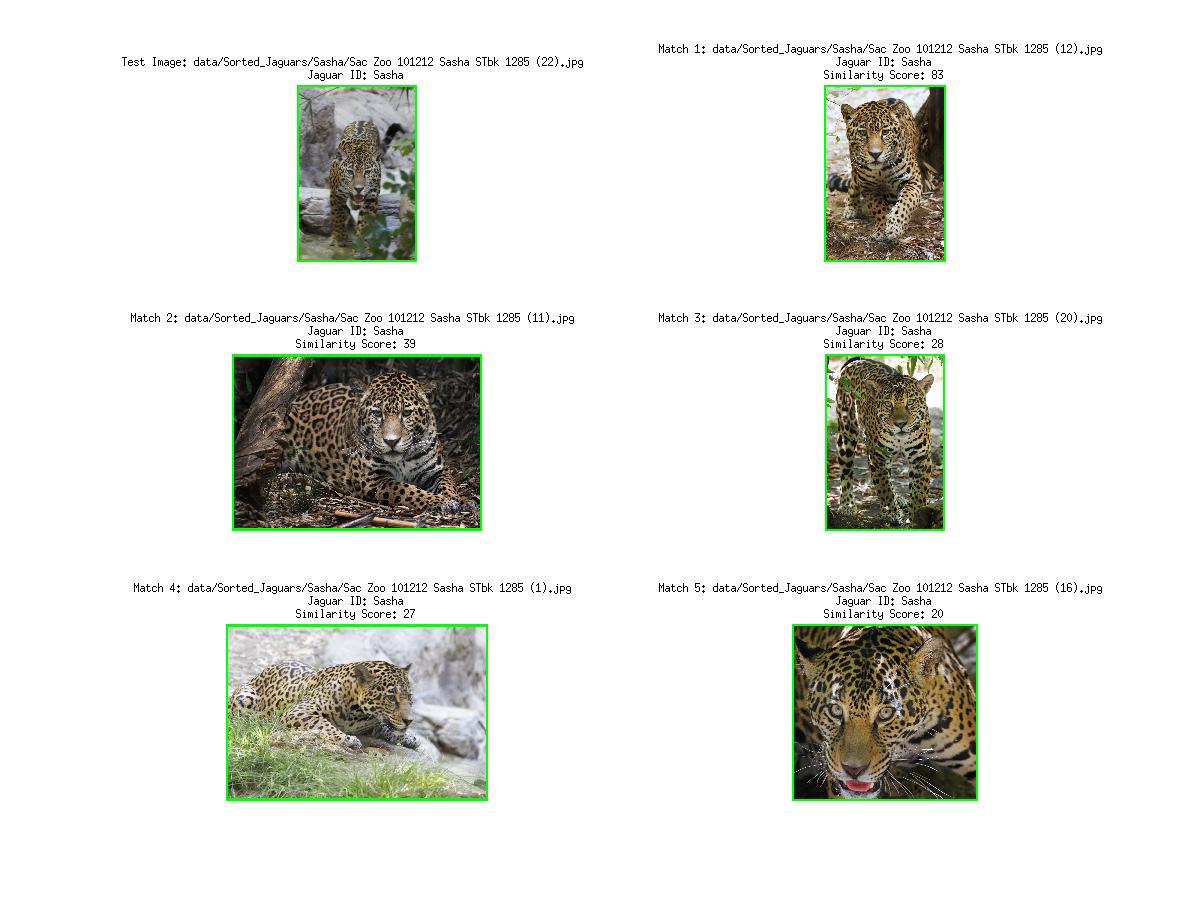 Test Image: data/Sorted_Jaguars/Sasha/Sac Zoo 101212 Sasha STbk 1285 (22).jpg
Jaguar ID: Sasha
Match 1: data/Sorted_Jaguars/Sasha/Sac Zoo 101212 Sasha STbk 1285 (12).jpg
Jaguar ID: Sasha
Similarity Score: 83
Match 2: data/Sorted_Jaguars/Sasha/Sac Zoo 101212 Sasha STbk 1285 (11).jpg
Jaguar ID: Sasha
Similarity Score: 39
Match 3: data/Sorted_Jaguars/Sasha/Sac Zoo 101212 Sasha STbk 1285 (20).jpg
Jaguar ID: Sasha
Similarity Score: 28
Match 4: data/Sorted_Jaguars/Sasha/Sac Zoo 101212 Sasha STbk 1285 (1).jpg
Jaguar ID: Sasha
Similarity Score: 27
Match 5: data/Sorted_Jaguars/Sasha/Sac Zoo 101212 Sasha STbk 1285 (16).jpg
Jaguar ID: Sasha
Similarity Score: 20